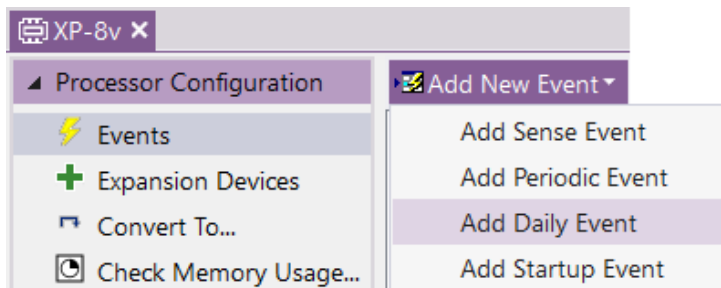 XP-8v
Processor Configuration
Events
Expansion Devices
Convert To...
Check Memory Usage...
Add New Event
Add Sense Event
Add Periodic Event
Add Daily Event
Add Startup Event